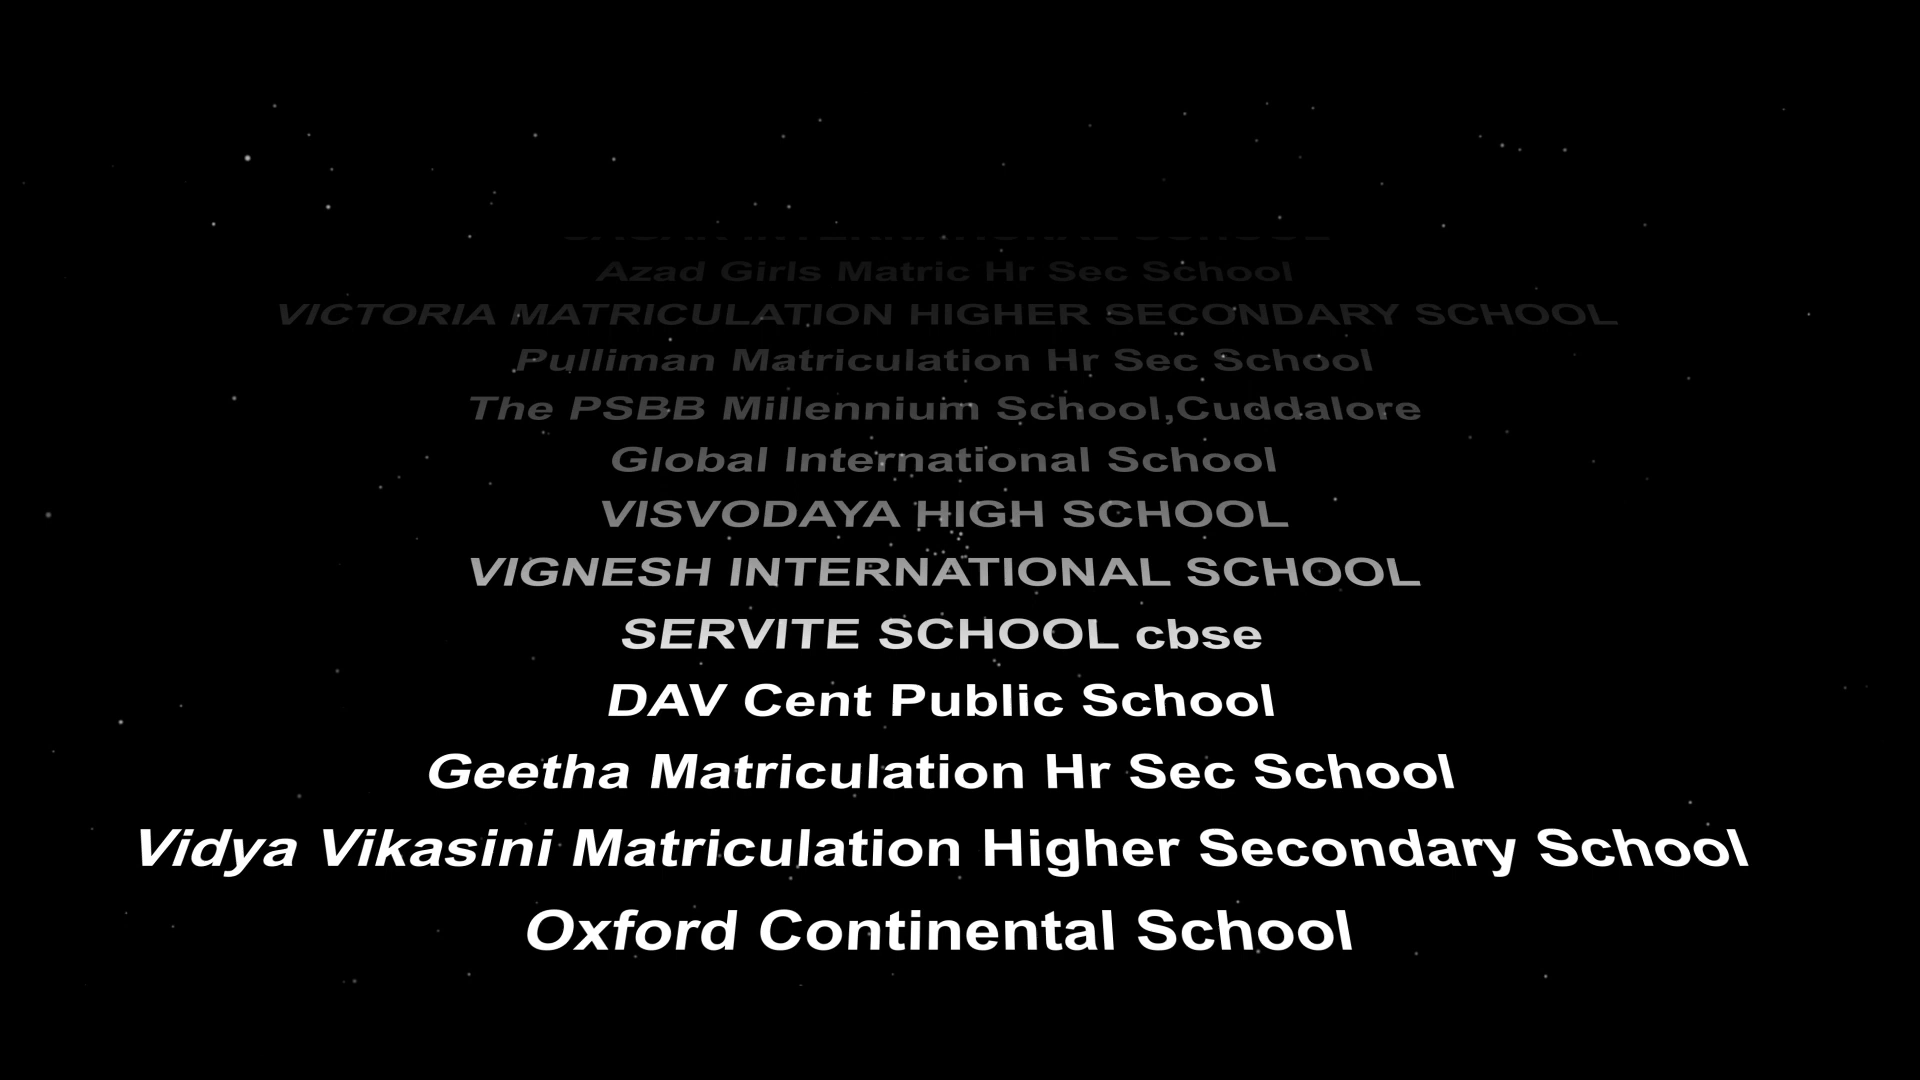 INTERNATIONAL SCHOOL
Azad Girls Matric Hr Sec School
VICTORIA MATRICULATION HIGHER SECONDARY SCHOOL
Pulliman Matriculation Hr Sec School
The PSBB Millennium School,Cuddalore
Global International School
VISVODAYA HIGH SCHOOL
VIGNESH INTERNATIONAL SCHOOL
SERVITE SCHOOL cbse
DAV Cent Public School
Geetha Matriculation Hr Sec School
Vidya Vikasini Matriculation Higher Secondary School
Oxford Continental School